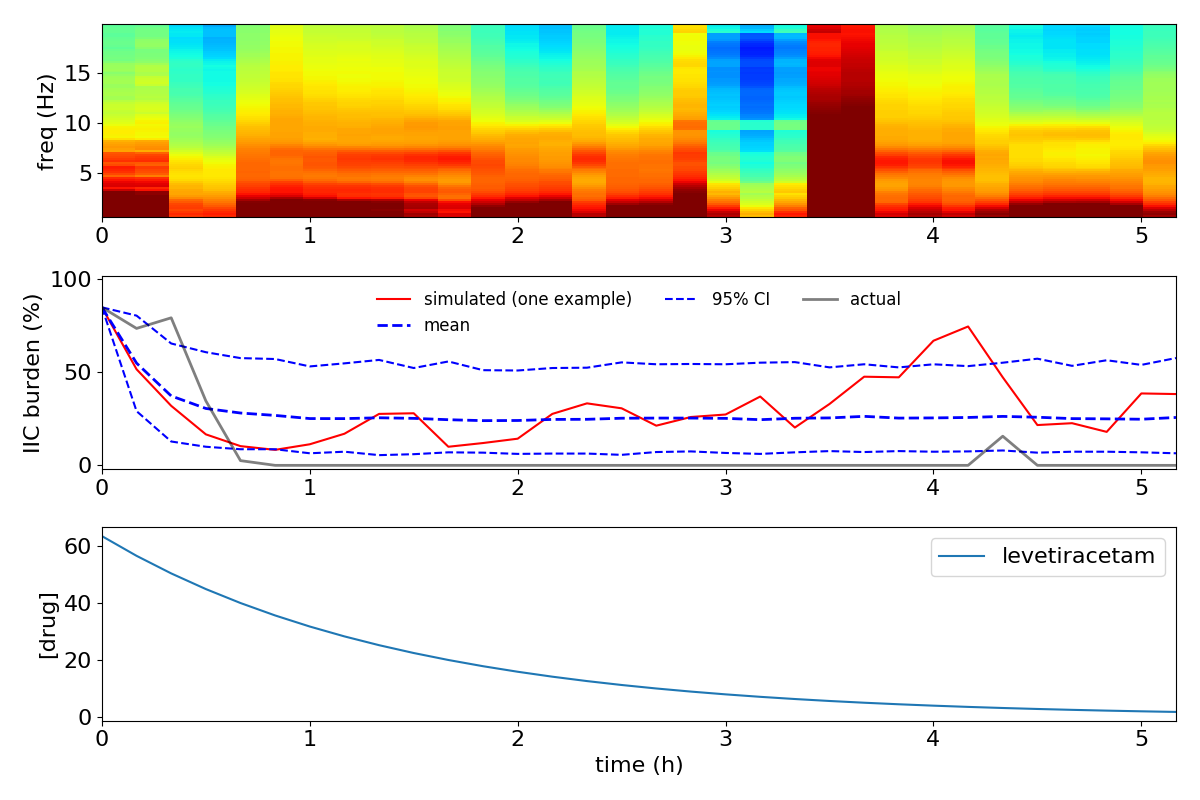 freq (Hz)
15
10
5
0 1 2 3 4 5
IIC burden (%)
100
50
0
simulated (one example) 95% CI actual
mean
0 1 2 3 4 5
[drug]
60
40
20
0
levetiracetam
0 1 2 3 4 5
time (h)